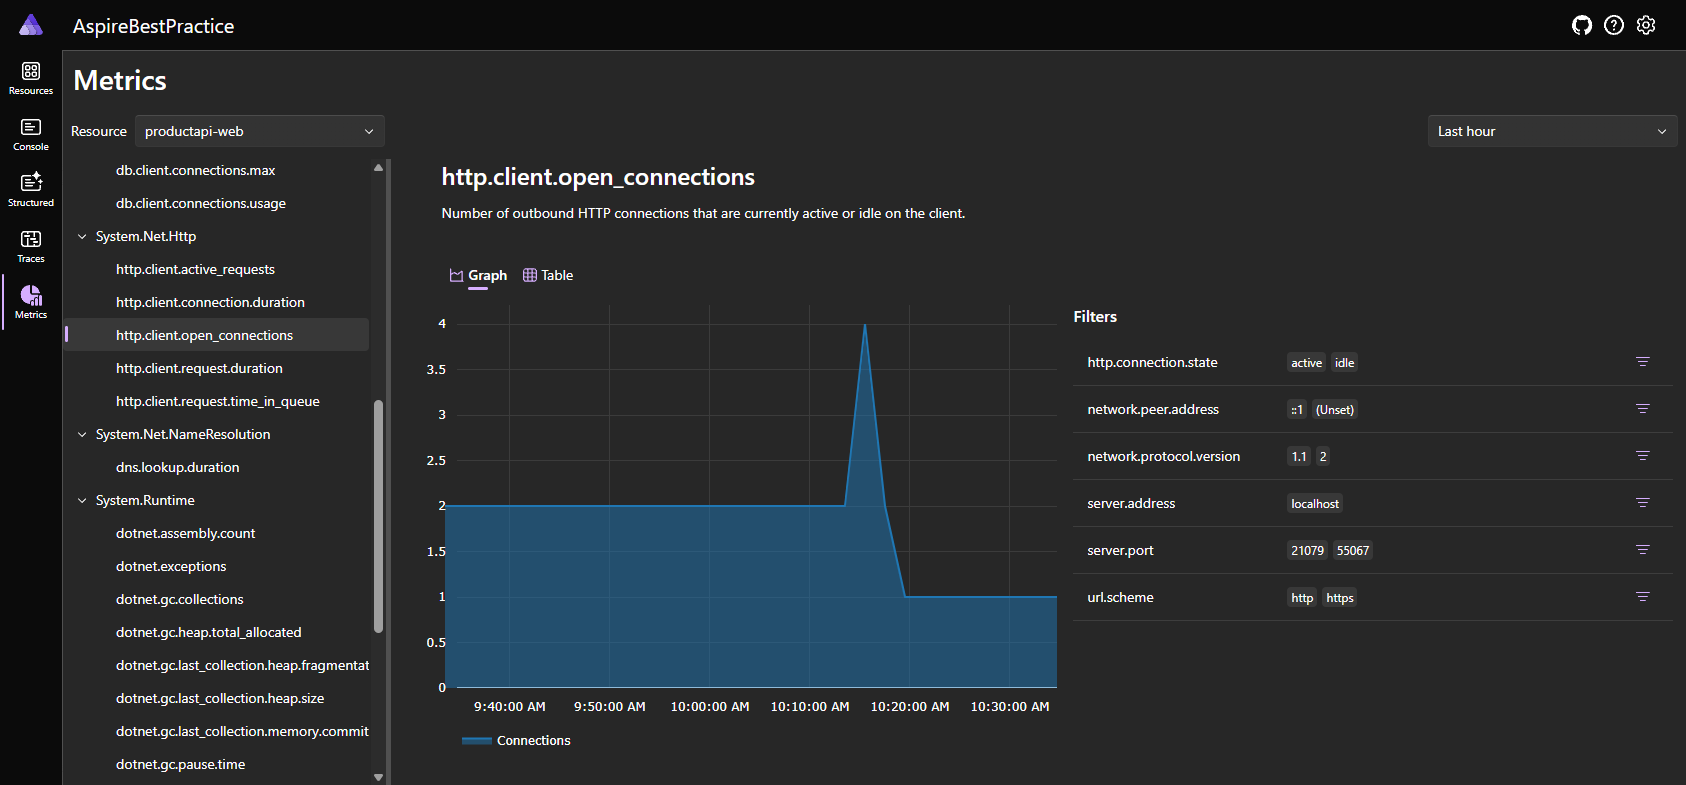 AspireBestPractice
Resources
Console
Structured
Traces
Metrics
Metrics
Resource productapi-web
Last hour
db.client.connections.max
db.client.connections.usage
System.Net.Http
http.client.active_requests
http.client.connection.duration
http.client.open_connections
http.client.request.duration
http.client.request.time_in_queue
System.Net.NameResolution
dns.lookup.duration
System.Runtime
dotnet.assembly.count
dotnet.exceptions
dotnet.gc.collections
dotnet.gc.heap.total_allocated
dotnet.gc.last_collection.heap.fragmentat
dotnet.gc.last_collection.heap.size
dotnet.gc.last_collection.memory.commit
dotnet.gc.pause.time
http.client.open_connections
Number of outbound HTTP connections that are currently active or idle on the client.
Graph Table
4
3.5
3
2.5
2
1.5
1
0.5
0
9:40:00 AM 9:50:00 AM 10:00:00 AM 10:10:00 AM 10:20:00 AM 10:30:00 AM
Connections
Filters
http.connection.state active idle
network.peer.address ::1 (Unset)
network.protocol.version 1.1 2
server.address localhost
server.port 21079 55067
url.scheme http https